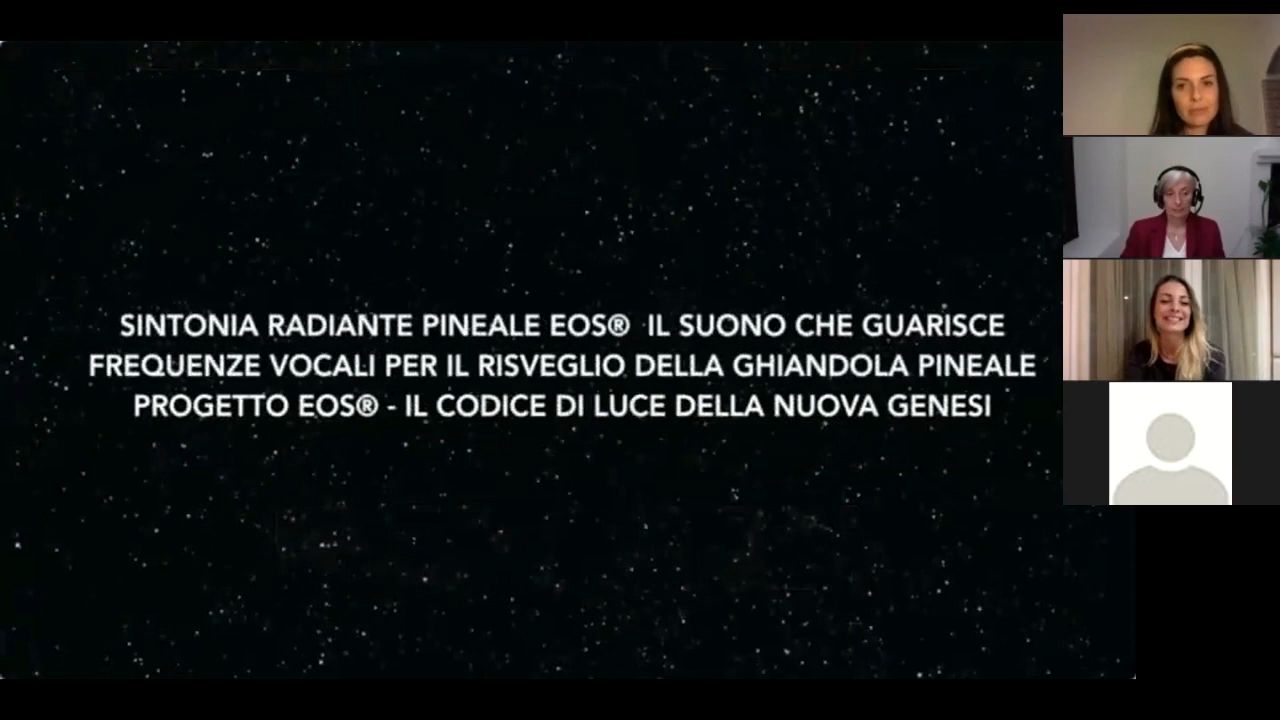 SINTONIA RADIANTE PINEALE EOS® IL SUONO CHE GUARISCE
FREQUENZE VOCALI PER IL RISVEGLIO DELLA GHIANDOLA PINEALE
PROGETTO EOS® - IL CODICE DI LUCE DELLA NUOVA GENESI